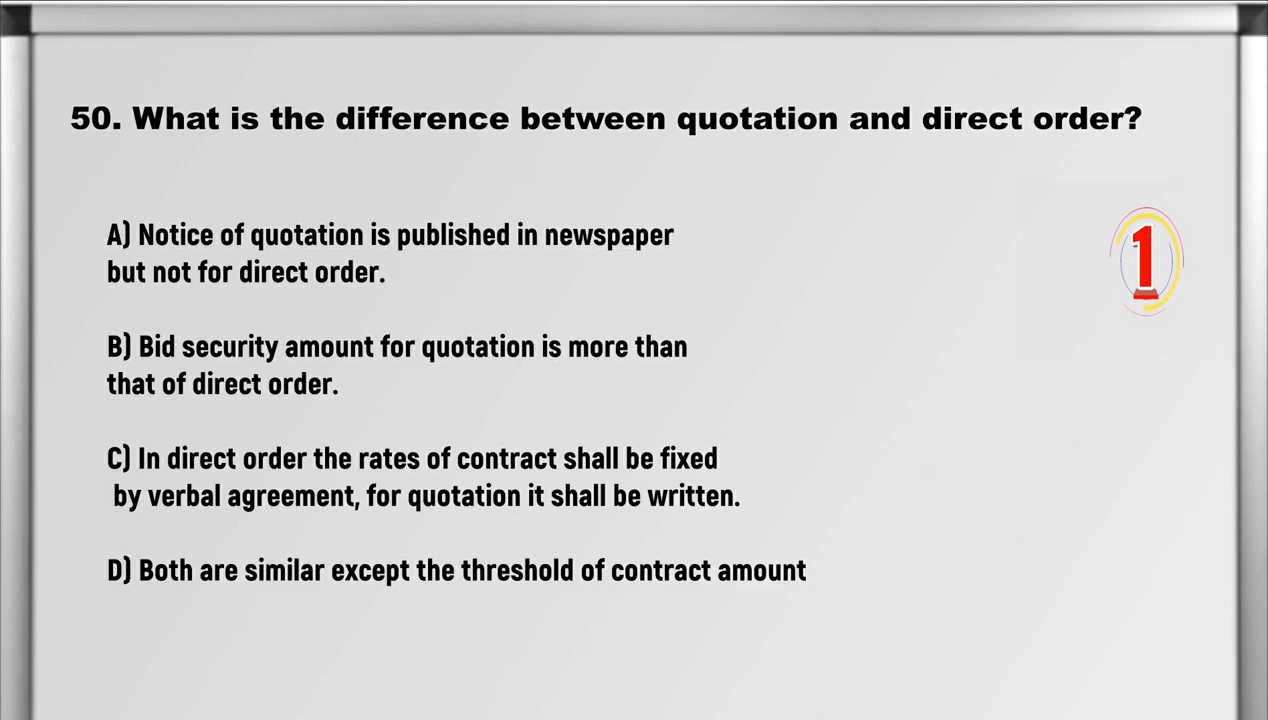 50. What is the difference between quotation and direct order?
A) Notice of quotation is published in newspaper
but not for direct order.
1
B) Bid security amount for quotation is more than
that of direct order.
C) In direct order the rates of contract shall be fixed
by verbal agreement, for quotation it shall be written.
D) Both are similar except the threshold of contract amount